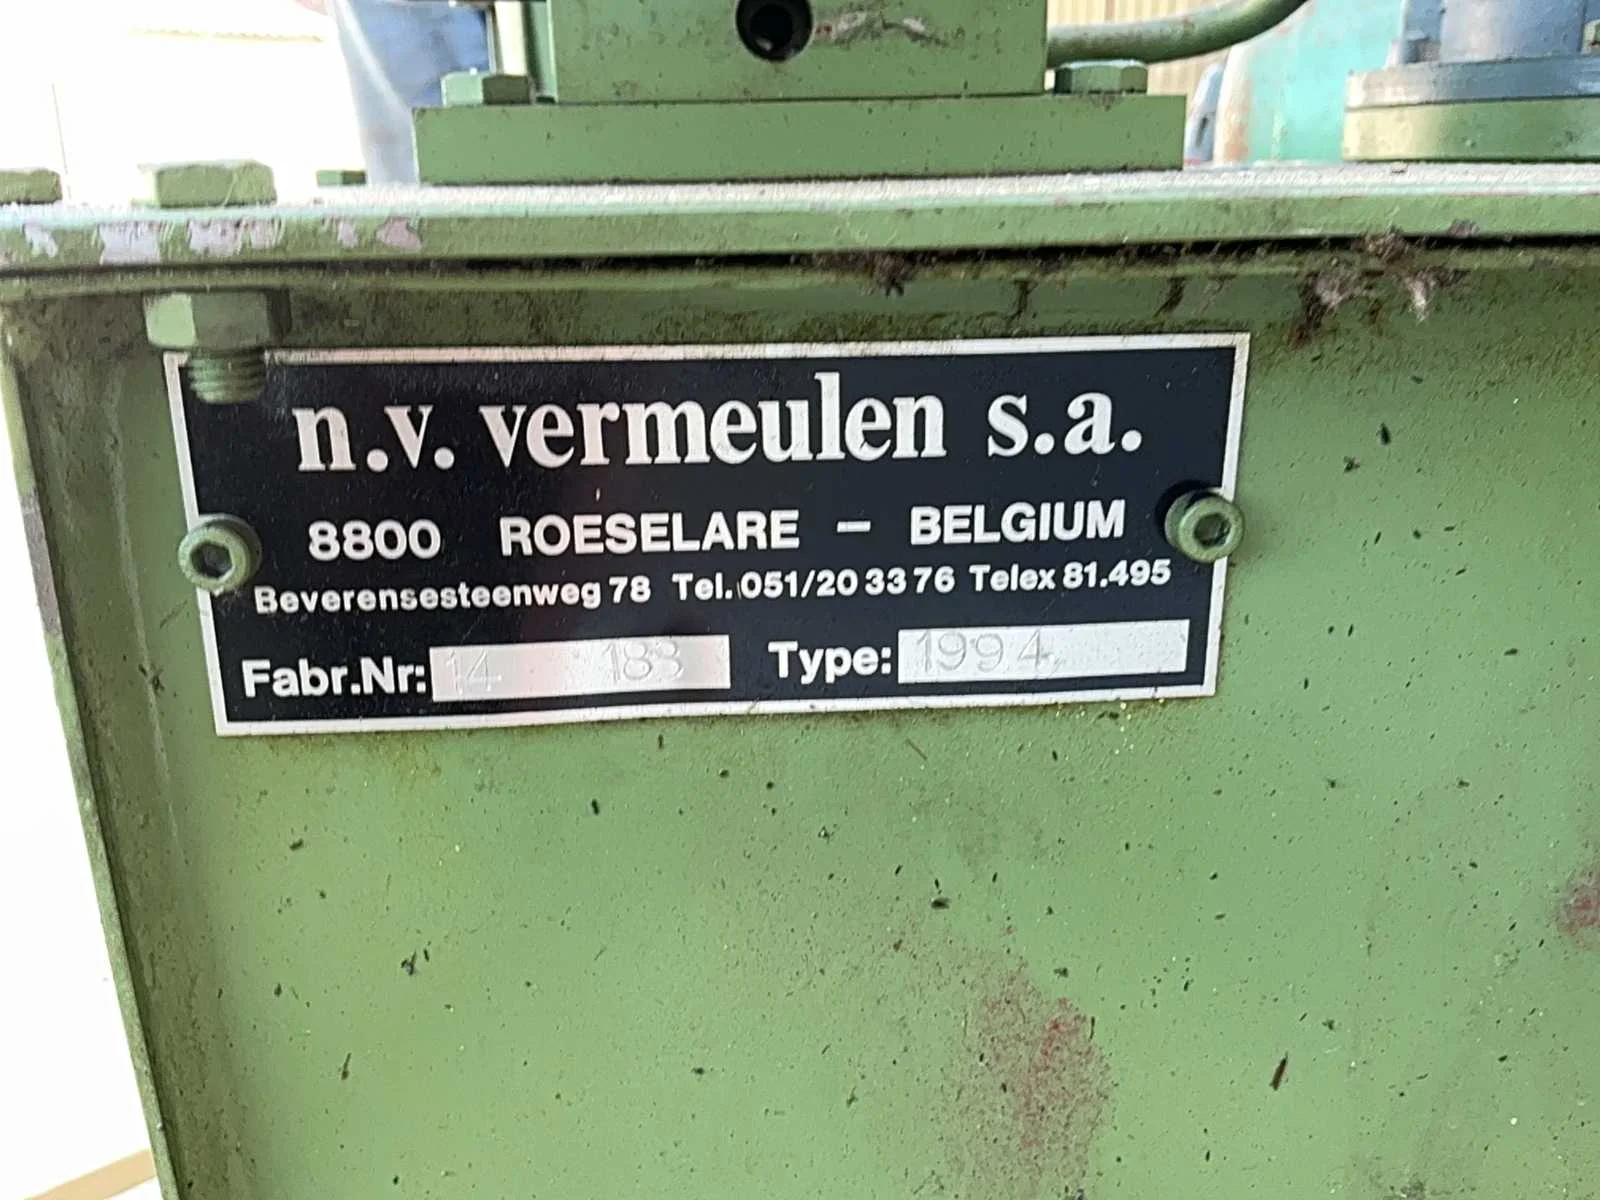 n.v. vermeulen s.a.
8800 ROESELARE – BELGIUM
Beverensesteenweg 78 Tel. 051/20 33 76 Telex 81.495
Fabr.Nr: 14 183 Type: 1994